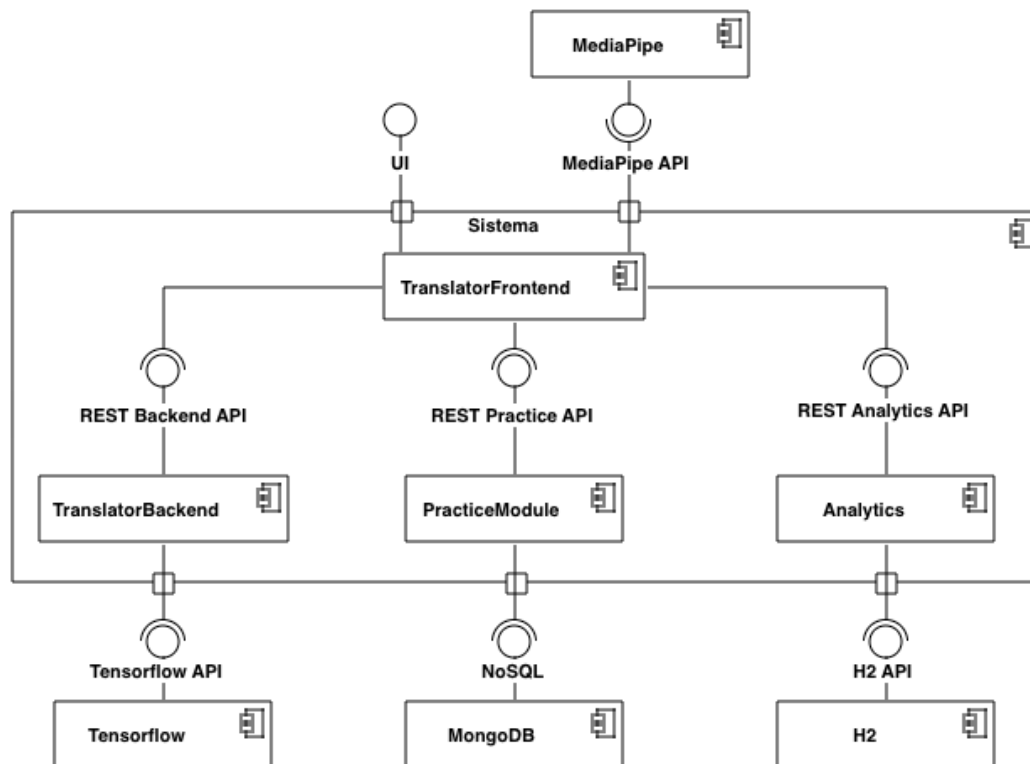 MediaPipe
UI
MediaPipe API
Sistema
TranslatorFrontend
REST Backend API
REST Practice API
REST Analytics API
TranslatorBackend
PracticeModule
Analytics
Tensorflow API
NoSQL
H2 API
Tensorflow
MongoDB
H2